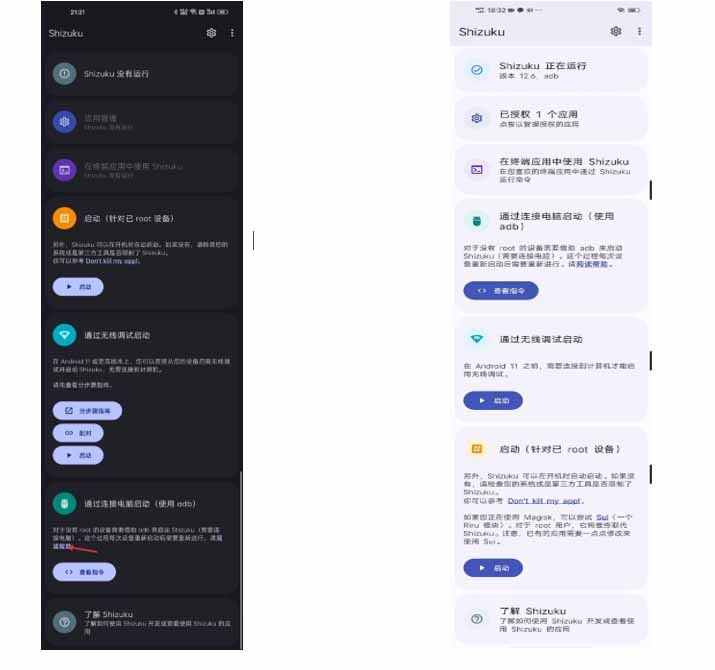 21:21
Shizuku
Shizuku 没有运行
应用管理
Shizuku 没有运行
在终端应用中使用 Shizuku
Shizuku 没有运行
启动（针对已 root 设备）
另外，Shizuku 可以在开机时自动启动。如果没有，请检查您的
系统或是第三方工具是否限制了 Shizuku。
你可以参考 Don't kill my app!。
启动
通过无线调试启动
在 Android 11 或更高版本上，您可以直接从您的设备启用无线调
试并启动 Shizuku，无需连接到计算机。
请先查看分步骤指南。
分步骤指南
配对
启动
通过连接电脑启动（使用 adb）
对于没有 root 的设备需要借助 adb 来启动 Shizuku（需要连
接电脑）。这个过程每次设备重新启动后需要重新进行。请阅
读帮助。
查看指令
了解 Shizuku
了解如何使用 Shizuku 开发或查看使用 Shizuku 的应
用
18:32
Shizuku
Shizuku 正在运行
版本 12.6，adb
已授权 1 个应用
点按以管理授权的应用
在终端应用中使用 Shizuku
在您喜欢的终端应用中通过 Shizuku
运行指令
通过连接电脑启动（使用
adb）
对于没有 root 的设备需要借助 adb 来启动
Shizuku（需要连接电脑）。这个过程每次设
备重新启动后需要重新进行。请阅读帮助。
查看指令
通过无线调试启动
在 Android 11 之前，需要连接到计算机才能启
用无线调试。
启动
启动（针对已 root 设备）
另外，Shizuku 可以在开机时启动启动。如果没
有，请检查您的系统或是第三方工具是否限制了
Shizuku。
你可以参考 Don't kill my app!。
如果您正在使用 Magisk，可以尝试 Sui（一个
Riru 模块）。对于 root 用户，它将最终取代
Shizuku。注意，已有的应用需要一点点修改来
使用 Sui。
启动
了解 Shizuku
了解如何使用 Shizuku 开发或查看使
用 Shizuku 的应用